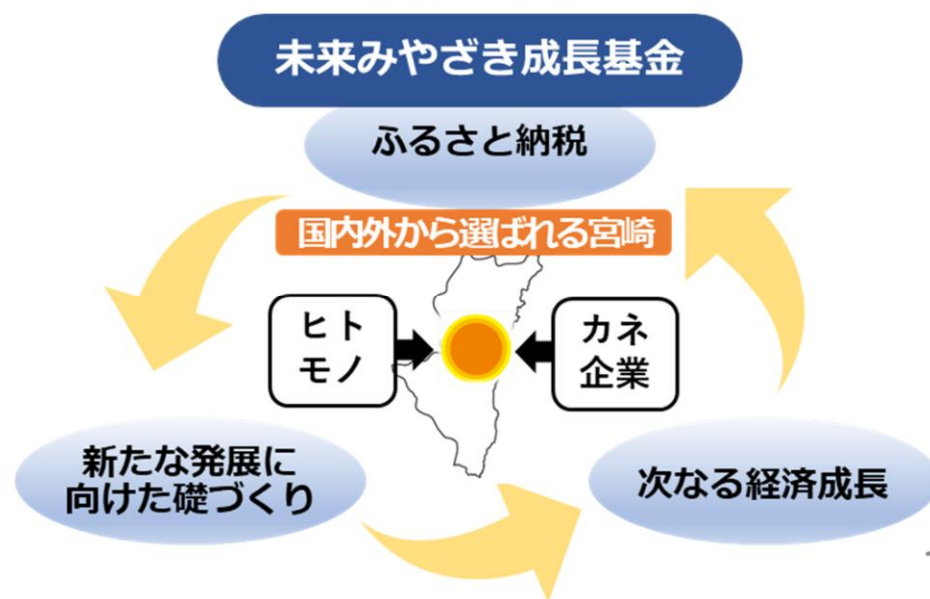 未来みやざき成長基金
ふるさと納税
国内外から選ばれる宮崎
ヒト
モノ
カネ
企業
新たな発展に
向けた礎づくり
次なる経済成長